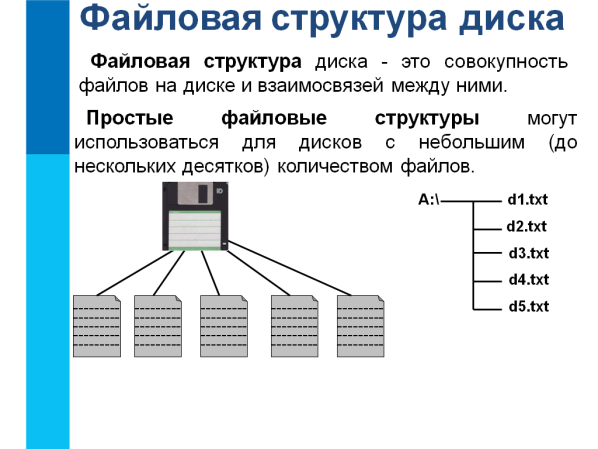 Файловая структура диска
Файловая структура диска - это совокупность
файлов на диске и взаимосвязей между ними.
Простые файловые структуры могут
использоваться для дисков с небольшим (до
нескольких десятков) количеством файлов.
A:\ d1.txt
d2.txt
d3.txt
d4.txt
d5.txt